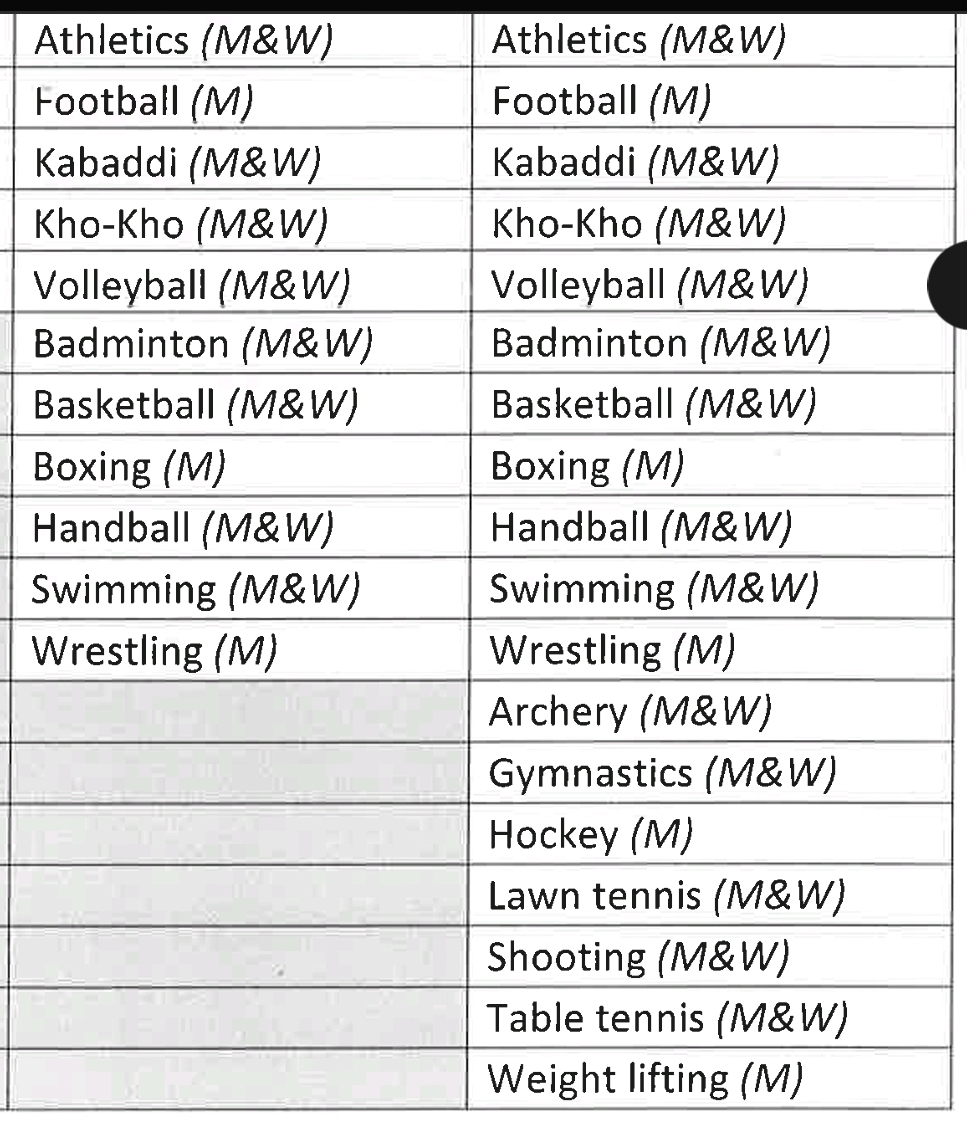 Athletics (M&W) Athletics (M&W)
Football (M) Football (M)
Kabaddi (M&W) Kabaddi (M&W)
Kho-Kho (M&W) Kho-Kho (M&W)
Volleyball (M&W) Volleyball (M&W)
Badminton (M&W) Badminton (M&W)
Basketball (M&W) Basketball (M&W)
Boxing (M) Boxing (M)
Handball (M&W) Handball (M&W)
Swimming (M&W) Swimming (M&W)
Wrestling (M) Wrestling (M)
Archery (M&W)
Gymnastics (M&W)
Hockey (M)
Lawn tennis (M&W)
Shooting (M&W)
Table tennis (M&W)
Weight lifting (M)